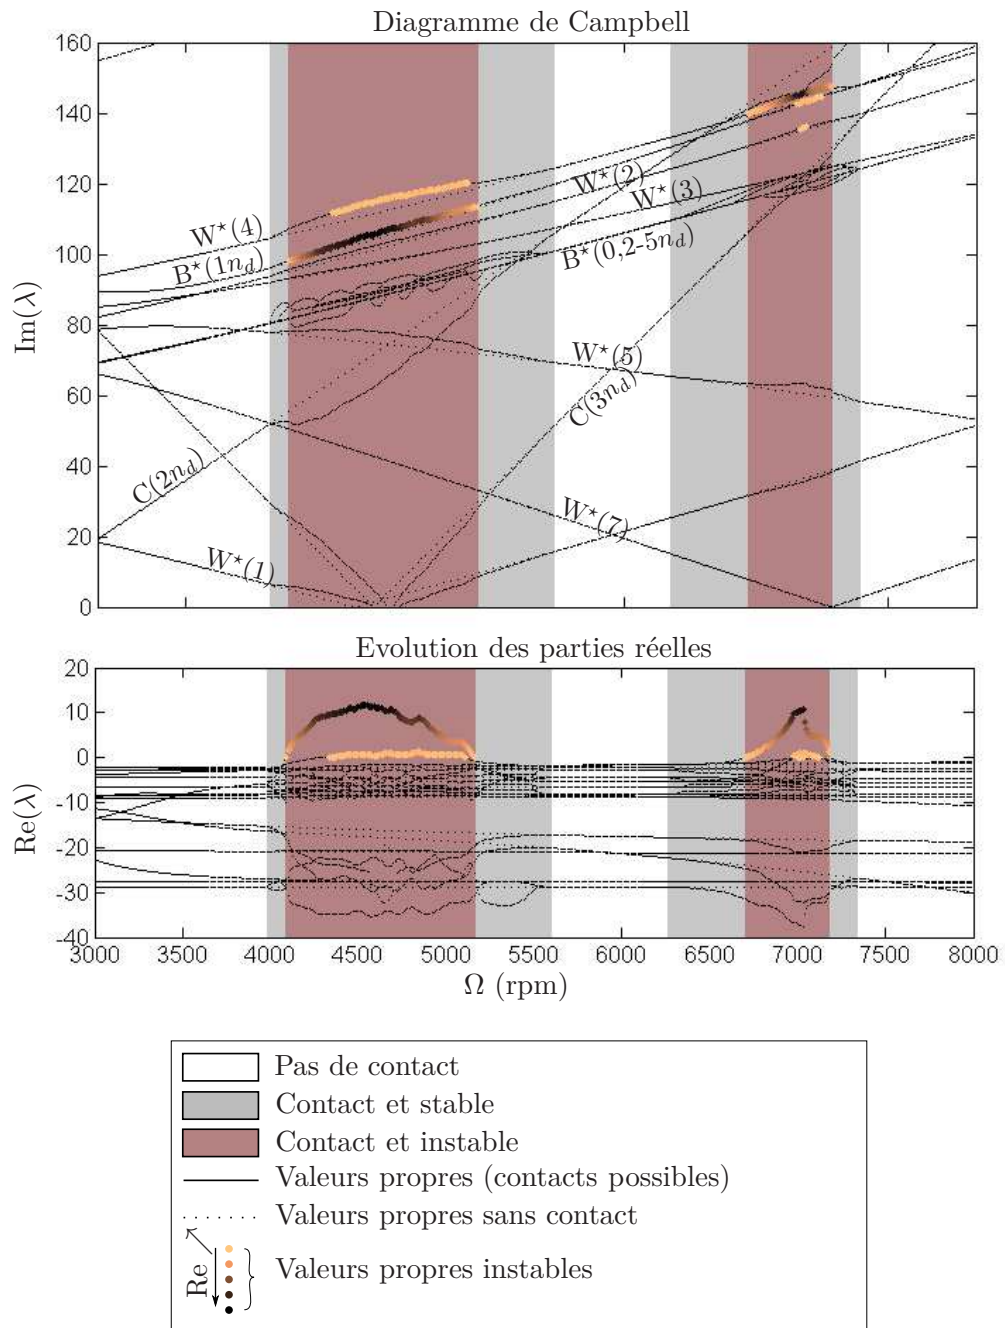 Diagramme de Campbell
160
140
120
100
80
60
40
20
0
Im(λ)
W⋆(4)
B⋆(1n_d)
W⋆(2)
W⋆(3)
B⋆(0,2-5n_d)
W⋆(5)
C(3n_d)
C(2n_d)
W⋆(7)
W⋆(1)
Evolution des parties réelles
20
10
0
-10
-20
-30
-40
Re(λ)
3000 3500 4000 4500 5000 5500 6000 6500 7000 7500 8000
Ω (rpm)
Pas de contact
Contact et stable
Contact et instable
Valeurs propres (contacts possibles)
Valeurs propres sans contact
Re
Valeurs propres instables